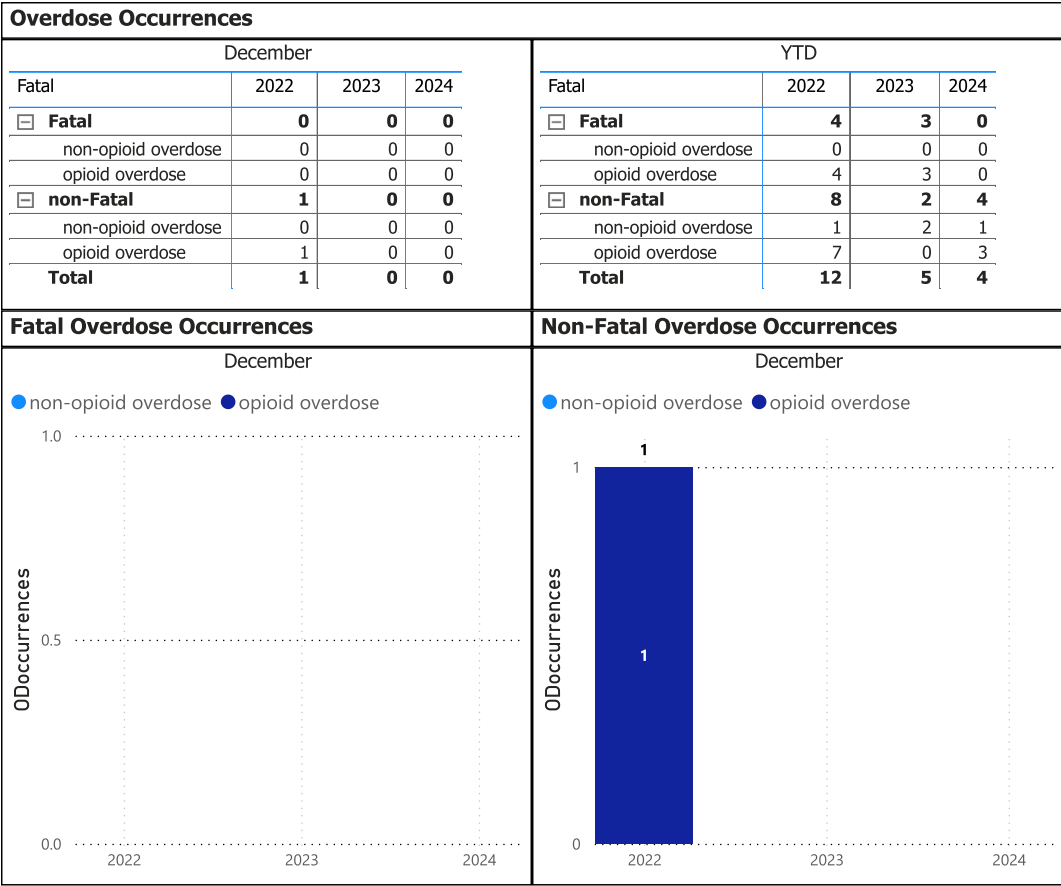 Overdose Occurrences
December
Fatal 2022 2023 2024
Fatal 0 0 0
non-opioid overdose 0 0 0
opioid overdose 0 0 0
non-Fatal 1 0 0
non-opioid overdose 0 0 0
opioid overdose 1 0 0
Total 1 0 0
YTD
Fatal 2022 2023 2024
Fatal 4 3 0
non-opioid overdose 0 0 0
opioid overdose 4 3 0
non-Fatal 8 2 4
non-opioid overdose 1 2 1
opioid overdose 7 0 3
Total 12 5 4
Fatal Overdose Occurrences
December
non-opioid overdose opioid overdose
1.0
0.5
0.0
ODoccurrences
2022 2023 2024
Non-Fatal Overdose Occurrences
December
non-opioid overdose opioid overdose
1
1
1
0
ODoccurrences
2022 2023 2024